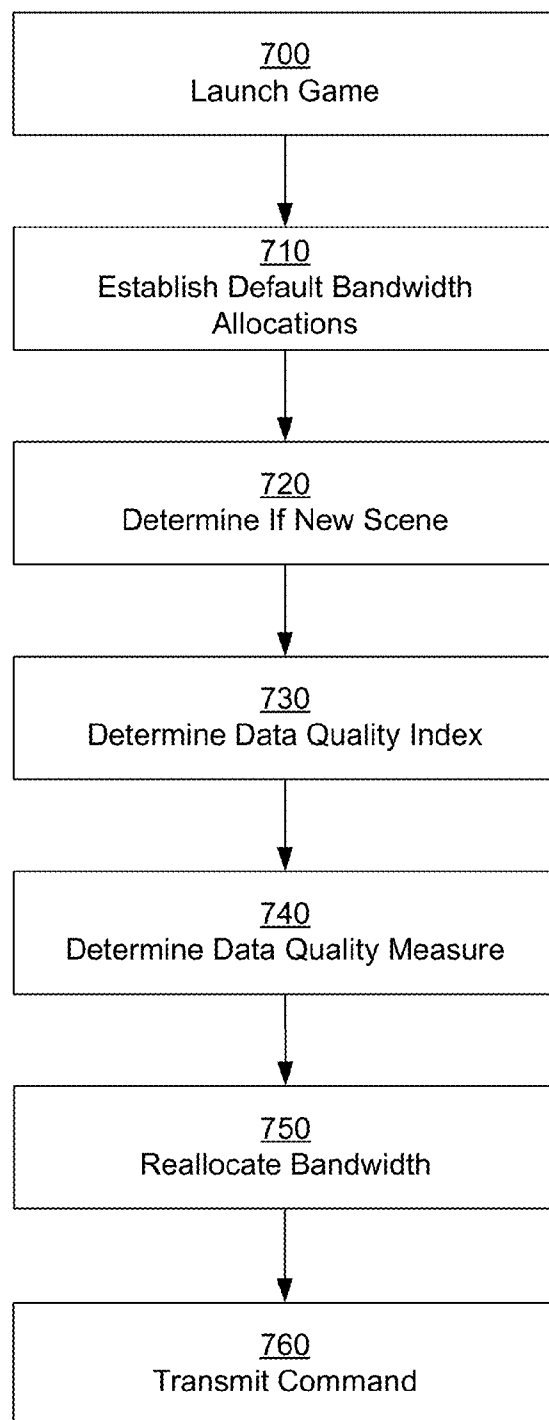 700
Launch Game
710
Establish Default Bandwidth
Allocations
720
Determine If New Scene
730
Determine Data Quality Index
740
Determine Data Quality Measure
750
Reallocate Bandwidth
760
Transmit Command